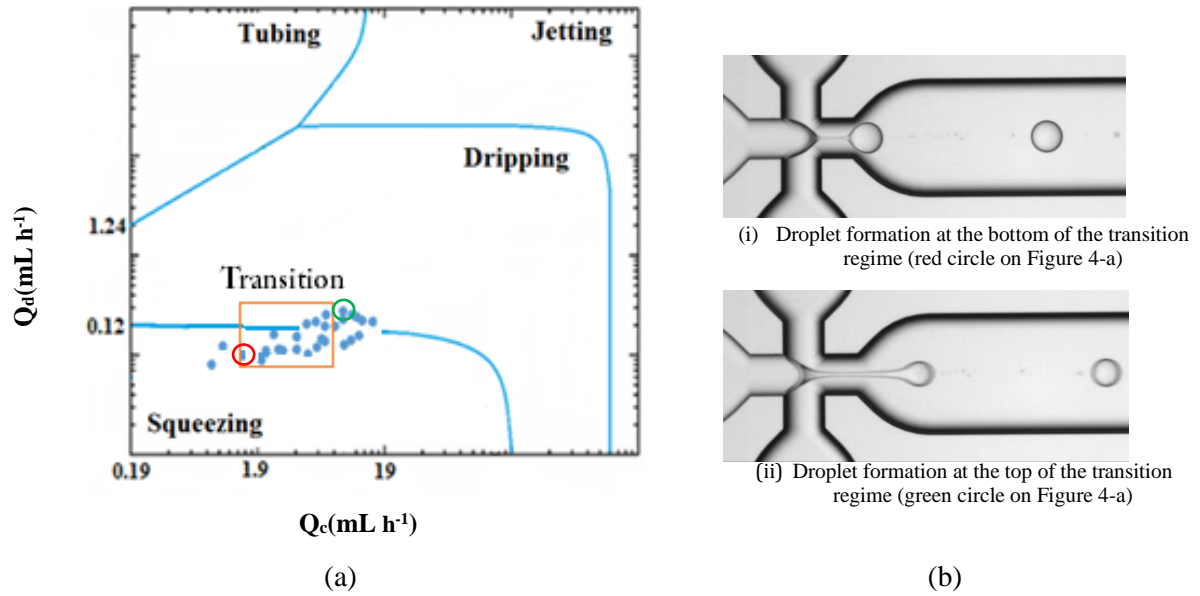 Tubing
Jetting
Dripping
1.24
Transition
0.12
Squeezing
0.19
1.9
19
Qd(mL h-1)
Qc(mL h-1)
(a)
(i) Droplet formation at the bottom of the transition
regime (red circle on Figure 4-a)
(ii) Droplet formation at the top of the transition
regime (green circle on Figure 4-a)
(b)